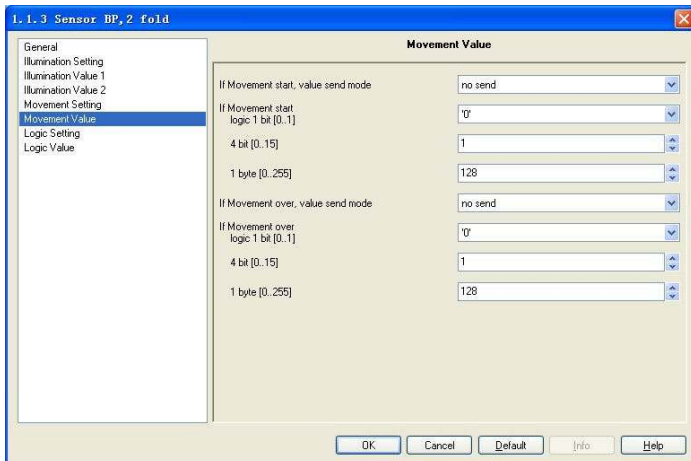 1.1.3 Sensor BP,2 fold
General
Illumination Setting
Illumination Value 1
Illumination Value 2
Movement Setting
Movement Value
Logic Setting
Logic Value
Movement Value
If Movement start, value send mode
no send
If Movement start
logic 1 bit [0..1]
'0'
4 bit [0..15]
1
1 byte [0..255]
128
If Movement over, value send mode
no send
If Movement over
logic 1 bit [0..1]
'0'
4 bit [0..15]
1
1 byte [0..255]
128
OK
Cancel
Default
Info
Help